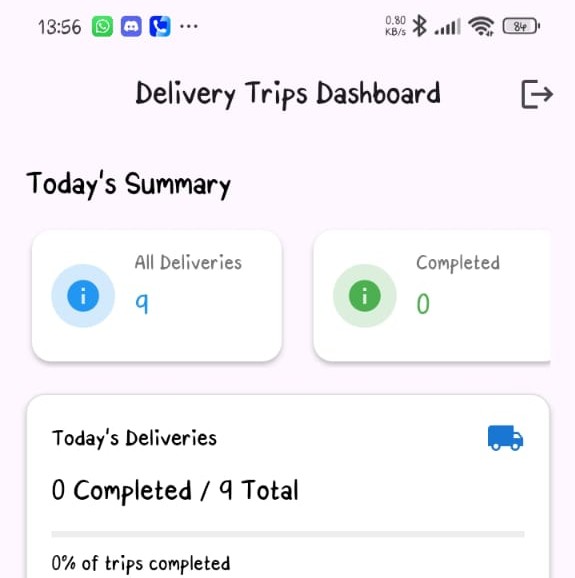 13:56 0.80 KB/s 84
Delivery Trips Dashboard
Today's Summary
All Deliveries
9
Completed
0
Today's Deliveries
0 Completed / 9 Total
0% of trips completed